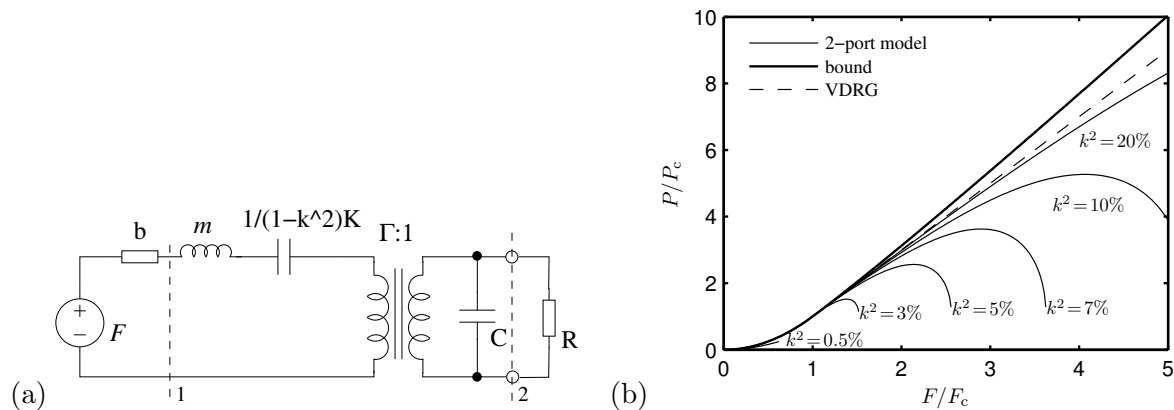 (a)
b
m
1/(1-k^2)K
Γ:1
+
−
F
C
R
1
2
(b)
10
8
6
4
2
0
P/Pc
2−port model
bound
VDRG
k² = 20%
k² = 10%
k² = 7%
k² = 5%
k² = 3%
k² = 0.5%
0
1
2
3
4
5
F/Fc